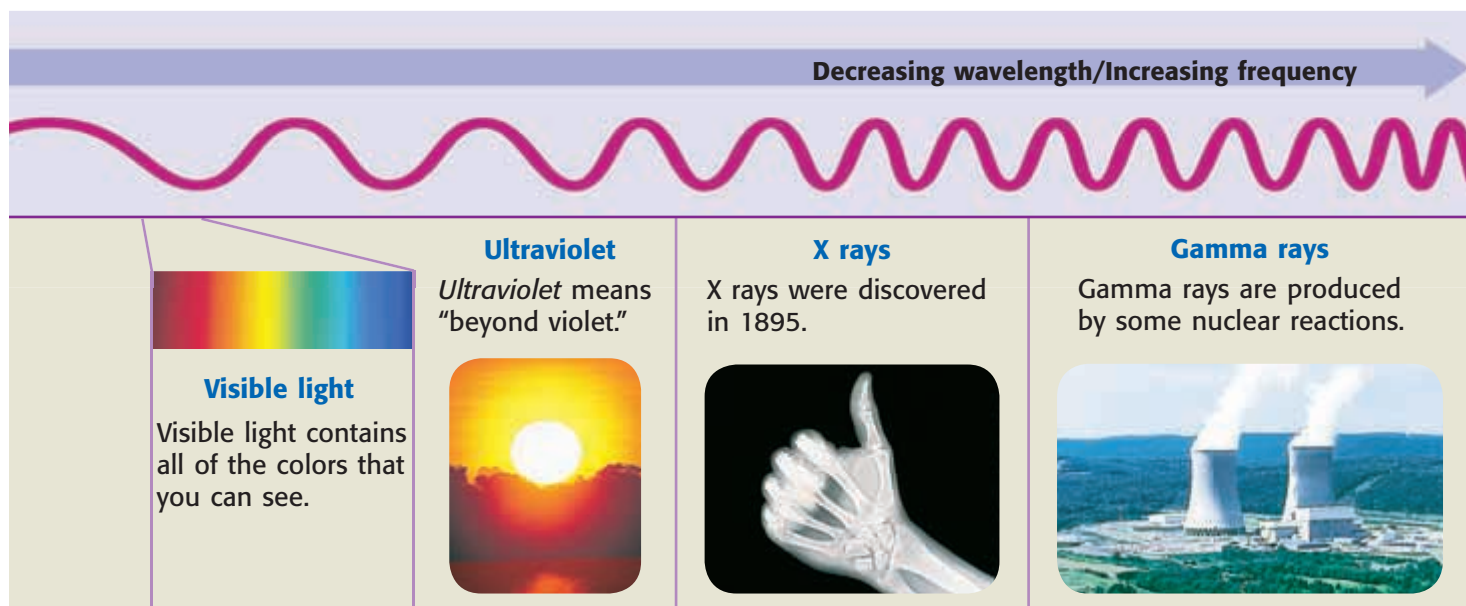 Decreasing wavelength/Increasing frequency
Visible light
Visible light contains
all of the colors that
you can see.
Ultraviolet
Ultraviolet means
“beyond violet.”
X rays
X rays were discovered
in 1895.
Gamma rays
Gamma rays are produced
by some nuclear reactions.